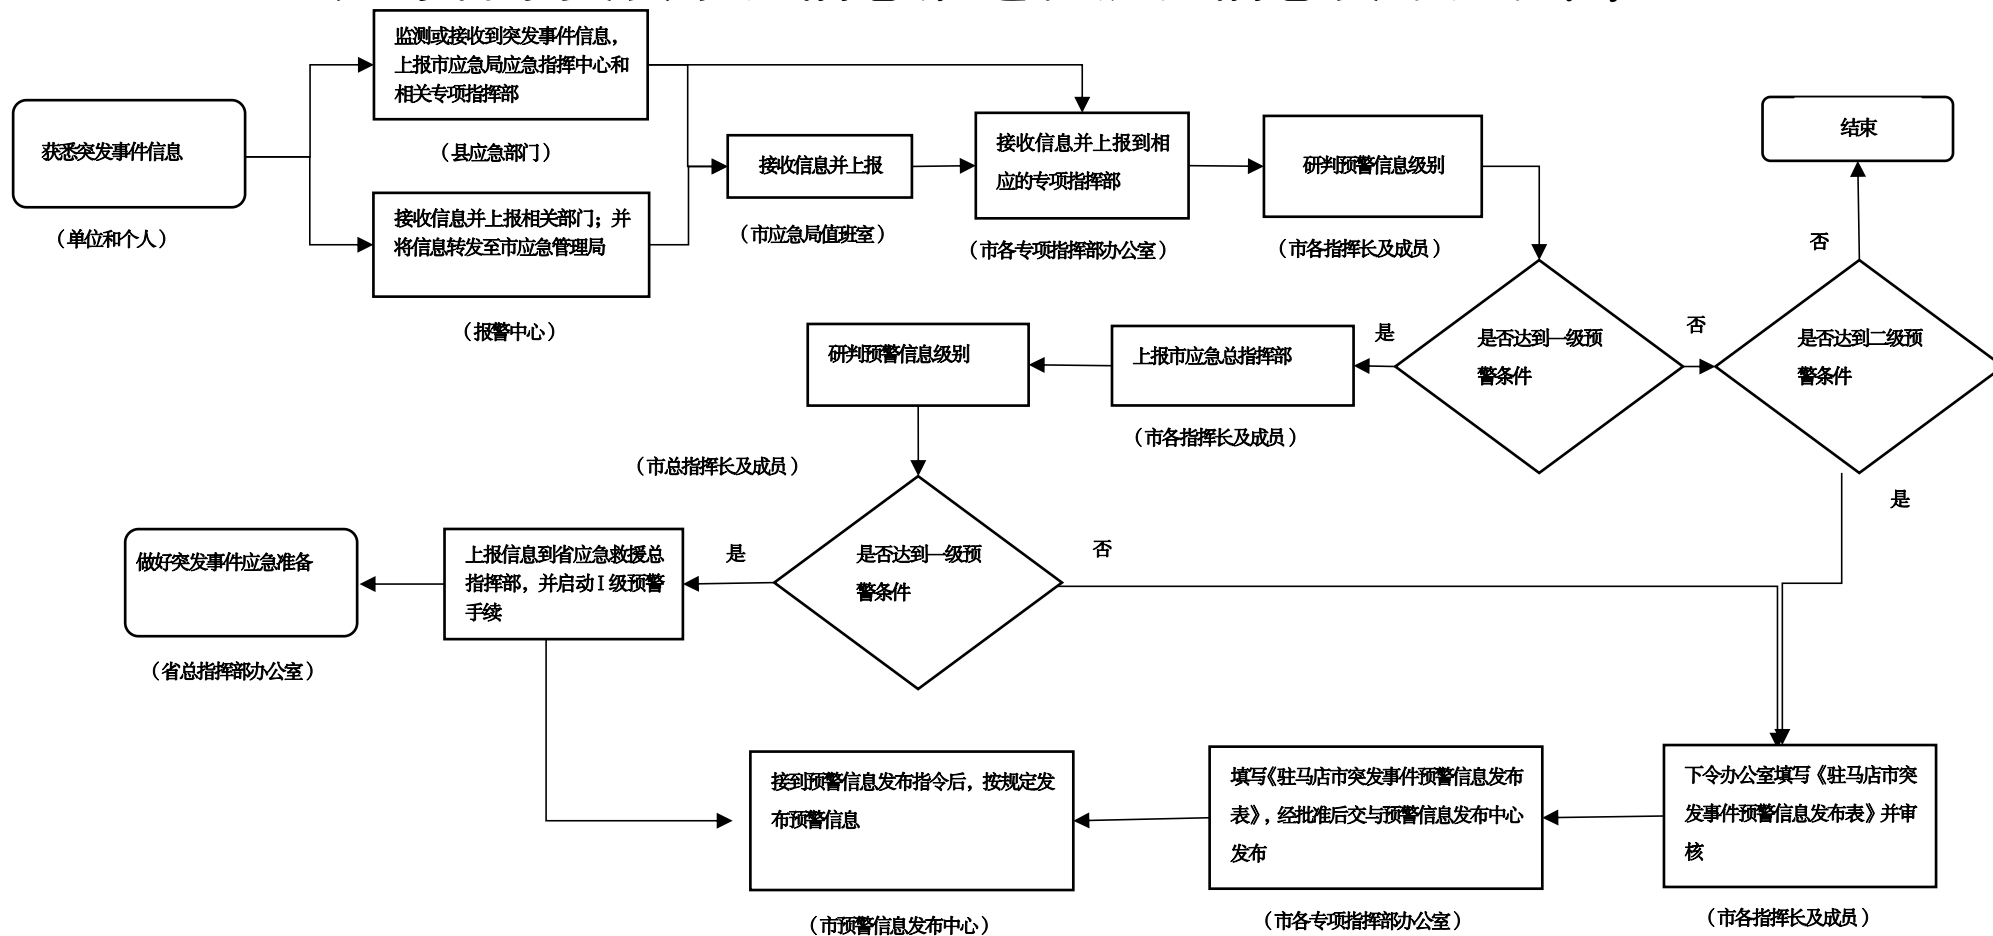 监测或接收到突发事件信息，
上报市应急局应急指挥中心和
相关专项指挥部
（县应急部门）
获悉突发事件信息
（单位和个人）
接收信息并上报相关部门；并
将信息转发至市应急管理局
（报警中心）
接收信息并上报
（市应急局值班室）
接收信息并上报到相
应的专项指挥部
（市各专项指挥部办公室）
研判预警信息级别
（市各指挥长及成员）
结束
否
是否达到一级预
警条件
否
是否达到二级预
警条件
是
是
上报市应急总指挥部
（市各指挥长及成员）
研判预警信息级别
（市总指挥长及成员）
是否达到一级预
警条件
是
否
上报信息到省应急救援总
指挥部，并启动 I 级预警
手续
做好突发事件应急准备
（省总指挥部办公室）
下令办公室填写《驻马店市突
发事件预警信息发布表》并审
核
（市各指挥长及成员）
填写《驻马店市突发事件预警信息发布
表》，经批准后交与预警信息发布中心
发布
（市各专项指挥部办公室）
接到预警信息发布指令后，按规定发
布预警信息
（市预警信息发布中心）